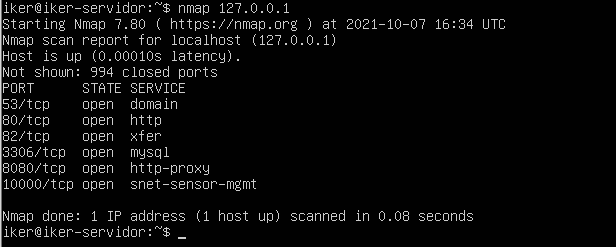 iker@iker-servidor:~$ nmap 127.0.0.1
Starting Nmap 7.80 ( https://nmap.org ) at 2021-10-07 16:34 UTC
Nmap scan report for localhost (127.0.0.1)
Host is up (0.00010s latency).
Not shown: 994 closed ports
PORT      STATE SERVICE
53/tcp    open  domain
80/tcp    open  http
82/tcp    open  xfer
3306/tcp  open  mysql
8080/tcp  open  http-proxy
10000/tcp open  snet-sensor-mgmt
Nmap done: 1 IP address (1 host up) scanned in 0.08 seconds
iker@iker-servidor:~$ _